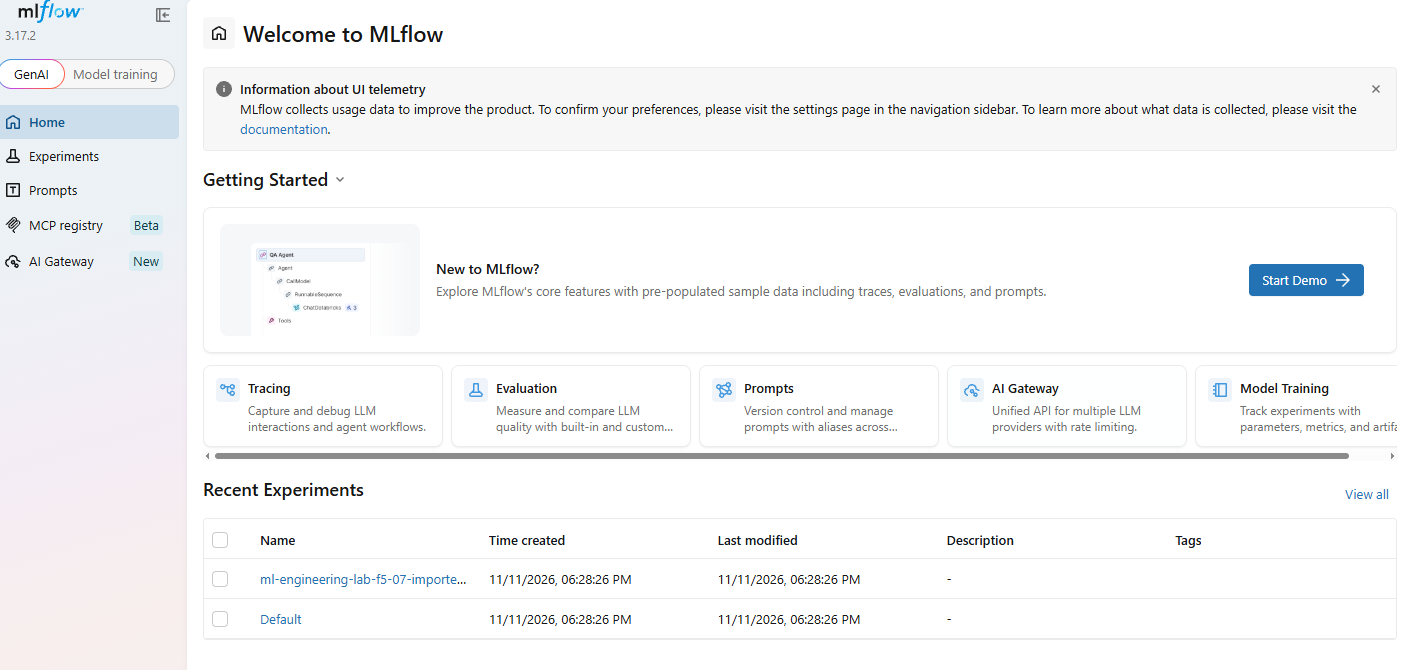 mlflow
3.17.2
GenAI
Model training
Home
Experiments
Prompts
MCP registry
Beta
AI Gateway
New
Welcome to MLflow
Information about UI telemetry
MLflow collects usage data to improve the product. To confirm your preferences, please visit the settings page in the navigation sidebar. To learn more about what data is collected, please visit the
documentation.
Getting Started
QA Agent
Agent
CallModel
RunnableSequence
ChatDatabricks
3
Tools
New to MLflow?
Explore MLflow's core features with pre-populated sample data including traces, evaluations, and prompts.
Start Demo
Tracing
Capture and debug LLM
interactions and agent workflows.
Evaluation
Measure and compare LLM
quality with built-in and custom...
Prompts
Version control and manage
prompts with aliases across...
AI Gateway
Unified API for multiple LLM
providers with rate limiting.
Model Training
Track experiments with
parameters, metrics, and artifa
Recent Experiments
View all
Name Time created Last modified Description Tags
ml-engineering-lab-f5-07-importe... 11/11/2026, 06:28:26 PM 11/11/2026, 06:28:26 PM -
Default 11/11/2026, 06:28:26 PM 11/11/2026, 06:28:26 PM -